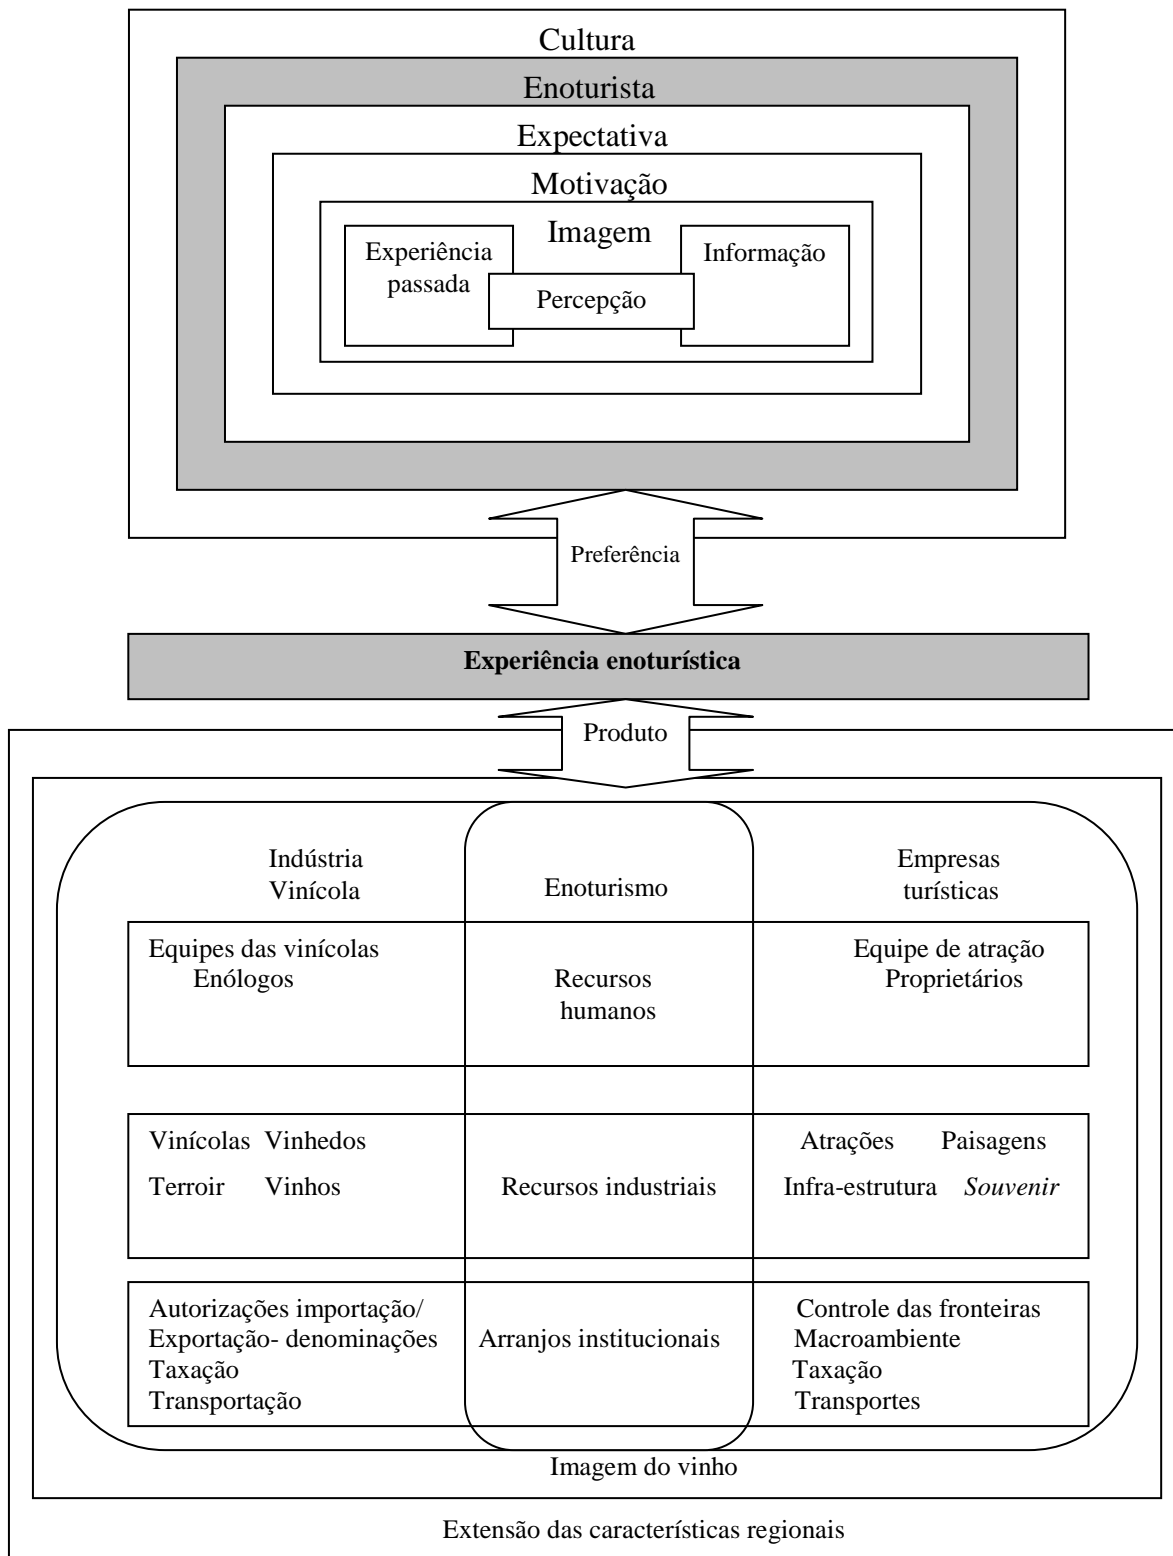 Cultura
Enoturista
Expectativa
Motivação
Imagem
Experiência
passada
Informação
Percepção
Preferência
Experiência enoturística
Produto
Indústria
Vinícola
Enoturismo
Empresas
turísticas
Equipes das vinícolas
Enólogos
Recursos
humanos
Equipe de atração
Proprietários
Vinícolas Vinhedos
Terroir Vinhos
Recursos industriais
Atrações Paisagens
Infra-estrutura Souvenir
Autorizações importação/
Exportação- denominações
Taxação
Transportação
Arranjos institucionais
Controle das fronteiras
Macroambiente
Taxação
Transportes
Imagem do vinho
Extensão das características regionais